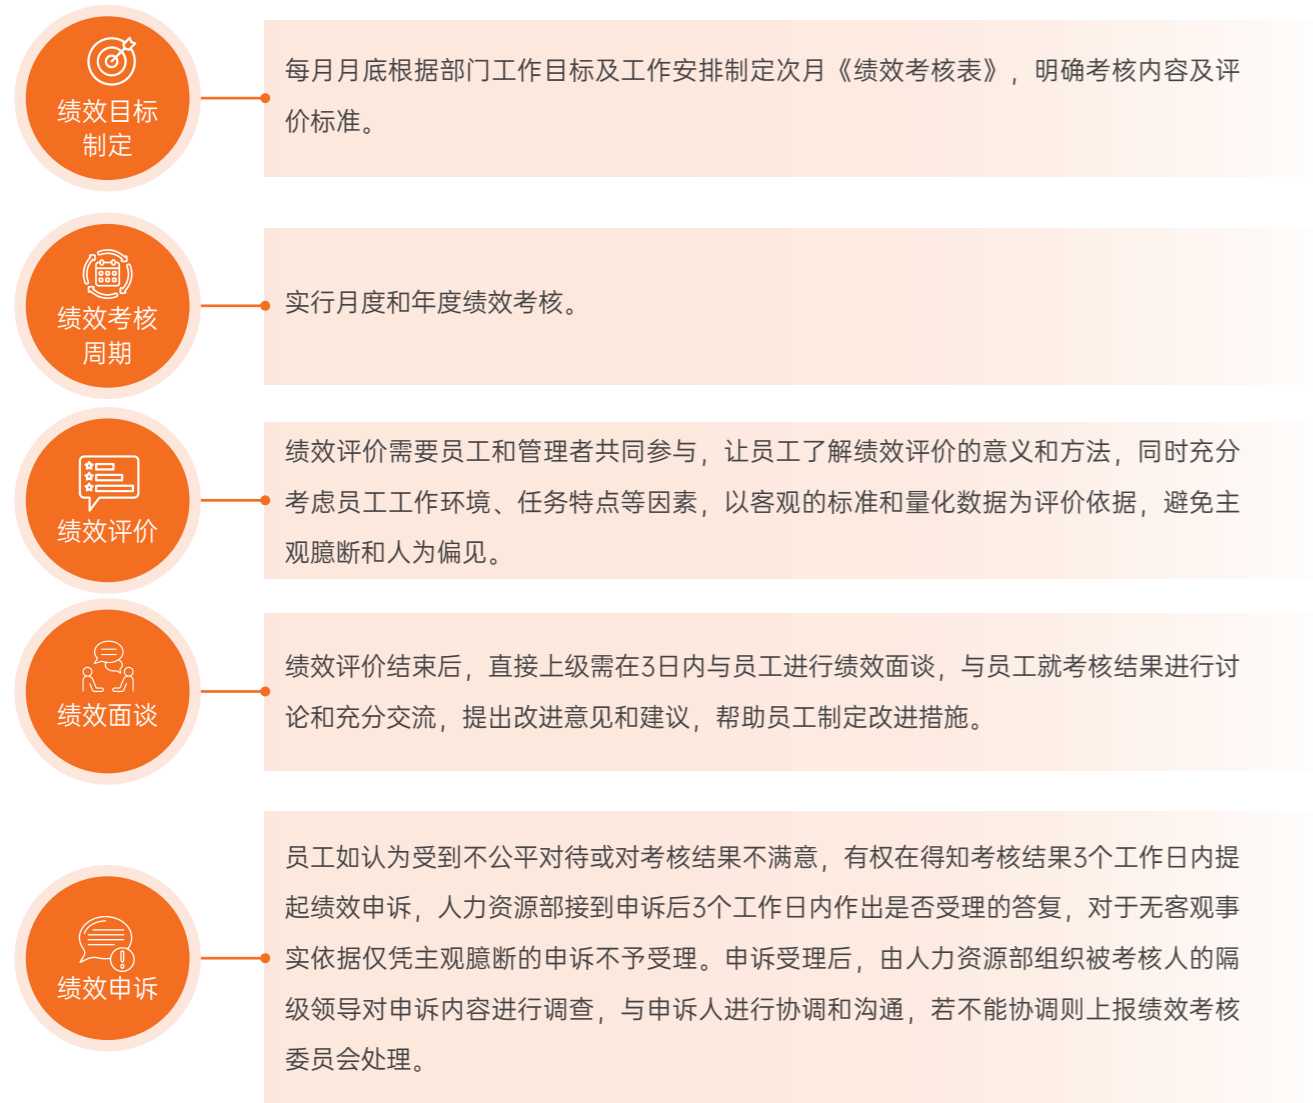 绩效目标
制定
每月月底根据部门工作目标及工作安排制定次月《绩效考核表》，明确考核内容及评
价标准。
绩效考核
周期
实行月度和年度绩效考核。
绩效评价
绩效评价需要员工和管理者共同参与，让员工了解绩效评价的意义和方法，同时充分
考虑员工工作环境、任务特点等因素，以客观的标准和量化数据为评价依据，避免主
观臆断和人为偏见。
绩效面谈
绩效评价结束后，直接上级需在3日内与员工进行绩效面谈，与员工就考核结果进行讨
论和充分交流，提出改进意见和建议，帮助员工制定改进措施。
绩效申诉
员工如认为受到不公平对待或对考核结果不满意，有权在得知考核结果3个工作日内提
起绩效申诉，人力资源部接到申诉后3个工作日内作出是否受理的答复，对于无客观事
实依据仅凭主观臆断的申诉不予受理。申诉受理后，由人力资源部组织被考核人的隔
级领导对申诉内容进行调查，与申诉人进行协调和沟通，若不能协调则上报绩效考核
委员会处理。